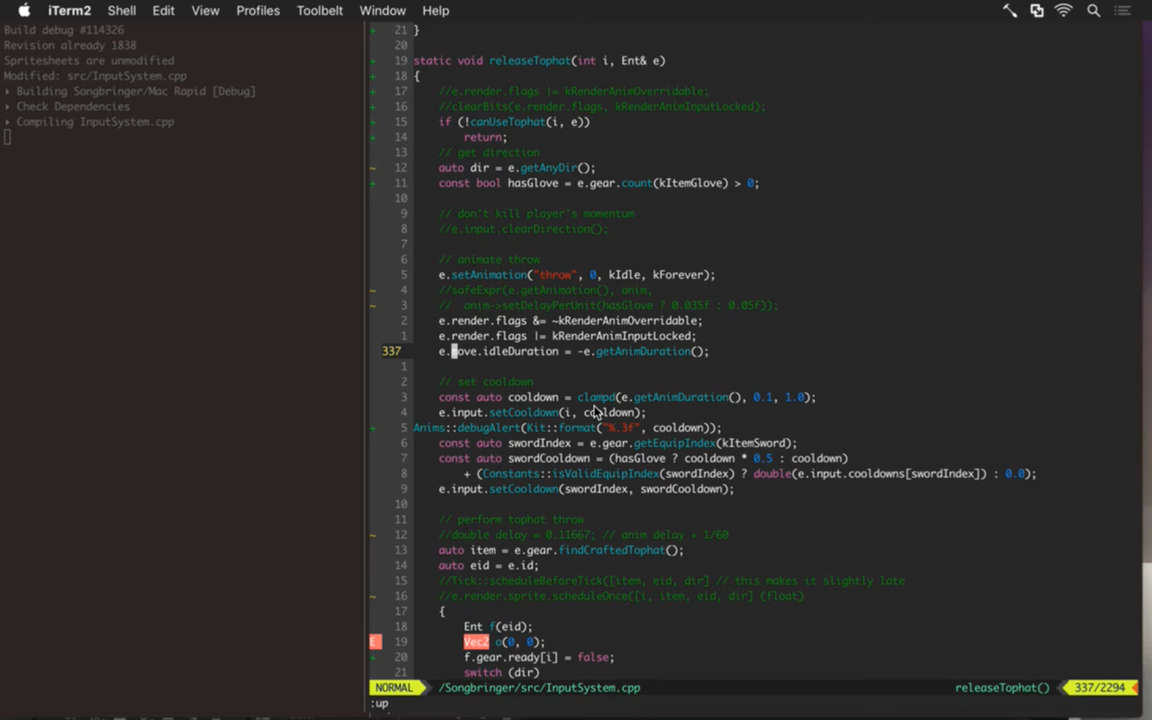 iTerm2 Shell Edit View Profiles Toolbelt Window Help
Build debug #114326
Revision already 1838
Spritesheets are unmodified
Modified: src/InputSystem.cpp
▸ Building Songbringer/Mac Rapid [Debug]
▸ Check Dependencies
▸ Compiling InputSystem.cpp
+ 21 }
20
+ 19 static void releaseTophat(int i, Ent& e)
+ 18 {
+ 17 //e.render.flags |= kRenderAnimOverridable;
+ 16 //clearBits(e.render.flags, kRenderAnimInputLocked);
+ 15 if (!canUseTophat(i, e))
+ 14 return;
13 // get direction
~ 12 auto dir = e.getAnyDir();
+ 11 const bool hasGlove = e.gear.count(kItemGlove) > 0;
10
9 // don't kill player's momentum
8 //e.input.clearDirection();
7
6 // animate throw
5 e.setAnimation("throw", 0, kIdle, kForever);
~ 4 //safeExpr(e.getAnimation(), anim,
~ 3 // anim->setDelayPerUnit(hasGlove ? 0.035f : 0.05f));
2 e.render.flags &= ~kRenderAnimOverridable;
1 e.render.flags |= kRenderAnimInputLocked;
337 e.move.idleDuration = -e.getAnimDuration();
1
2 // set cooldown
3 const auto cooldown = clampd(e.getAnimDuration(), 0.1, 1.0);
4 e.input.setCooldown(i, cooldown);
+ 5 Anims::debugAlert(Kit::format("%.3f", cooldown));
6 const auto swordIndex = e.gear.getEquipIndex(kItemSword);
7 const auto swordCooldown = (hasGlove ? cooldown * 0.5 : cooldown)
8 + (Constants::isValidEquipIndex(swordIndex) ? double(e.input.cooldowns[swordIndex]) : 0.0);
9 e.input.setCooldown(swordIndex, swordCooldown);
10
11 // perform tophat throw
~ 12 //double delay = 0.11667; // anim delay + 1/60
13 auto item = e.gear.findCraftedTophat();
14 auto eid = e.id;
15 //Tick::scheduleBeforeTick([item, eid, dir] // this makes it slightly late
~ 16 //e.render.sprite.scheduleOnce([i, item, eid, dir] (float)
17 {
18 Ent f(eid);
E 19 Vec2 o(0, 0);
+ 20 f.gear.ready[i] = false;
21 switch (dir)
NORMAL /Songbringer/src/InputSystem.cpp releaseTophat() 337/2294
:up